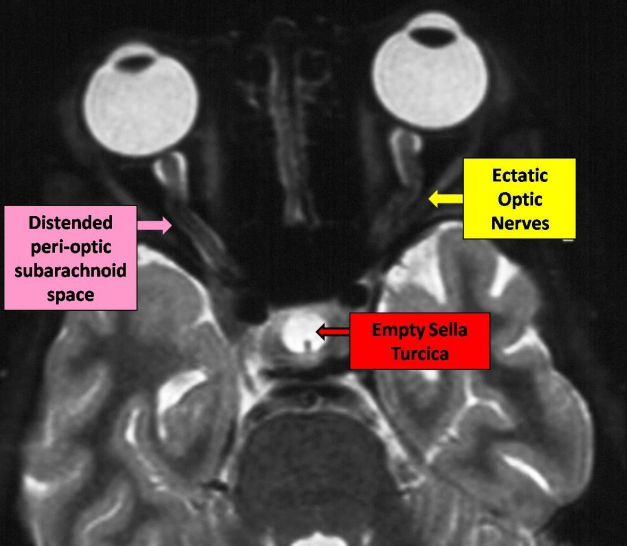 Ectatic
Optic
Nerves
Distended
peri-optic
subarachnoid
space
Empty Sella
Turcica